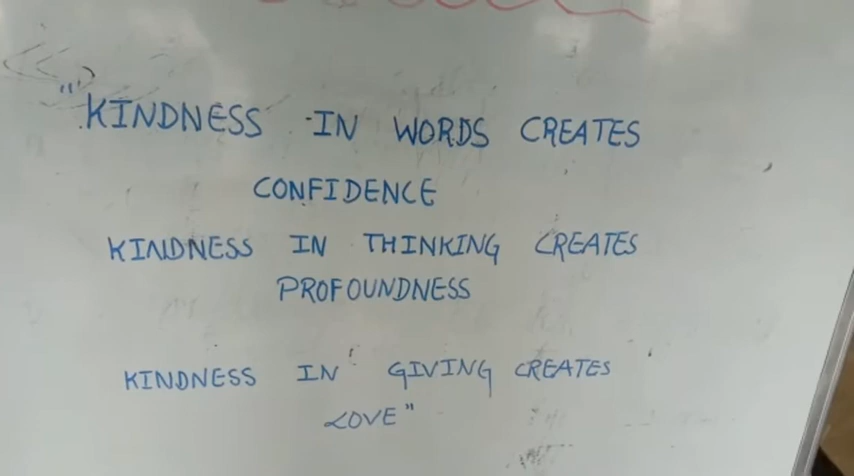 "KINDNESS IN WORDS CREATES
CONFIDENCE
KINDNESS IN THINKING CREATES
PROFOUNDNESS
KINDNESS IN GIVING CREATES
LOVE"